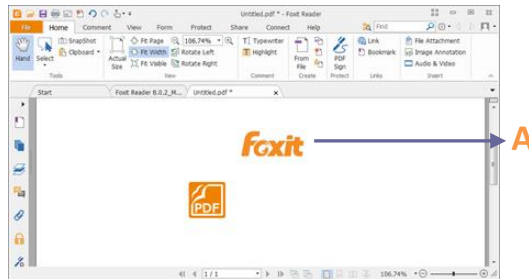 Untitled.pdf * - Foxit Reader
File Home Comment View Form Protect Share Connect Help Find
Hand
Select
SnapShot
Clipboard
Actual Size
Fit Page
Fit Width
Fit Visible
106.74%
Rotate Left
Rotate Right
Typewriter
Highlight
From File
PDF Sign
Link
Bookmark
File Attachment
Image Annotation
Audio & Video
Tools View Comment Create Protect Links Insert
Start Foxit Reader 8.0.2_M... Untitled.pdf * x
foxit
A
PDF
1 / 1 106.74%